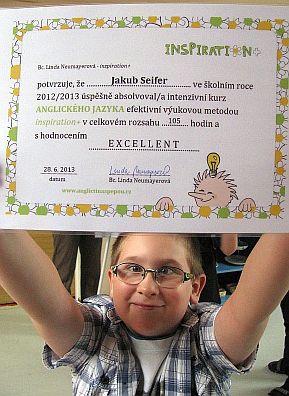 INSPIRATION+
Bc. Linda Neumayerová - inspiration+
potvrzuje, že Jakub Seifer ve školním roce
2012/2013 úspěšně absolvoval/a intenzivní kurz
ANGLICKÉHO JAZYKA efektivní výukovou metodou
inspiration+ v celkovém rozsahu 105 hodin a
s hodnocením
EXCELLENT
28. 6. 2013 Linda Neumayerová
datum Bc. Linda Neumayerová
www.anglictinaspepou.cz